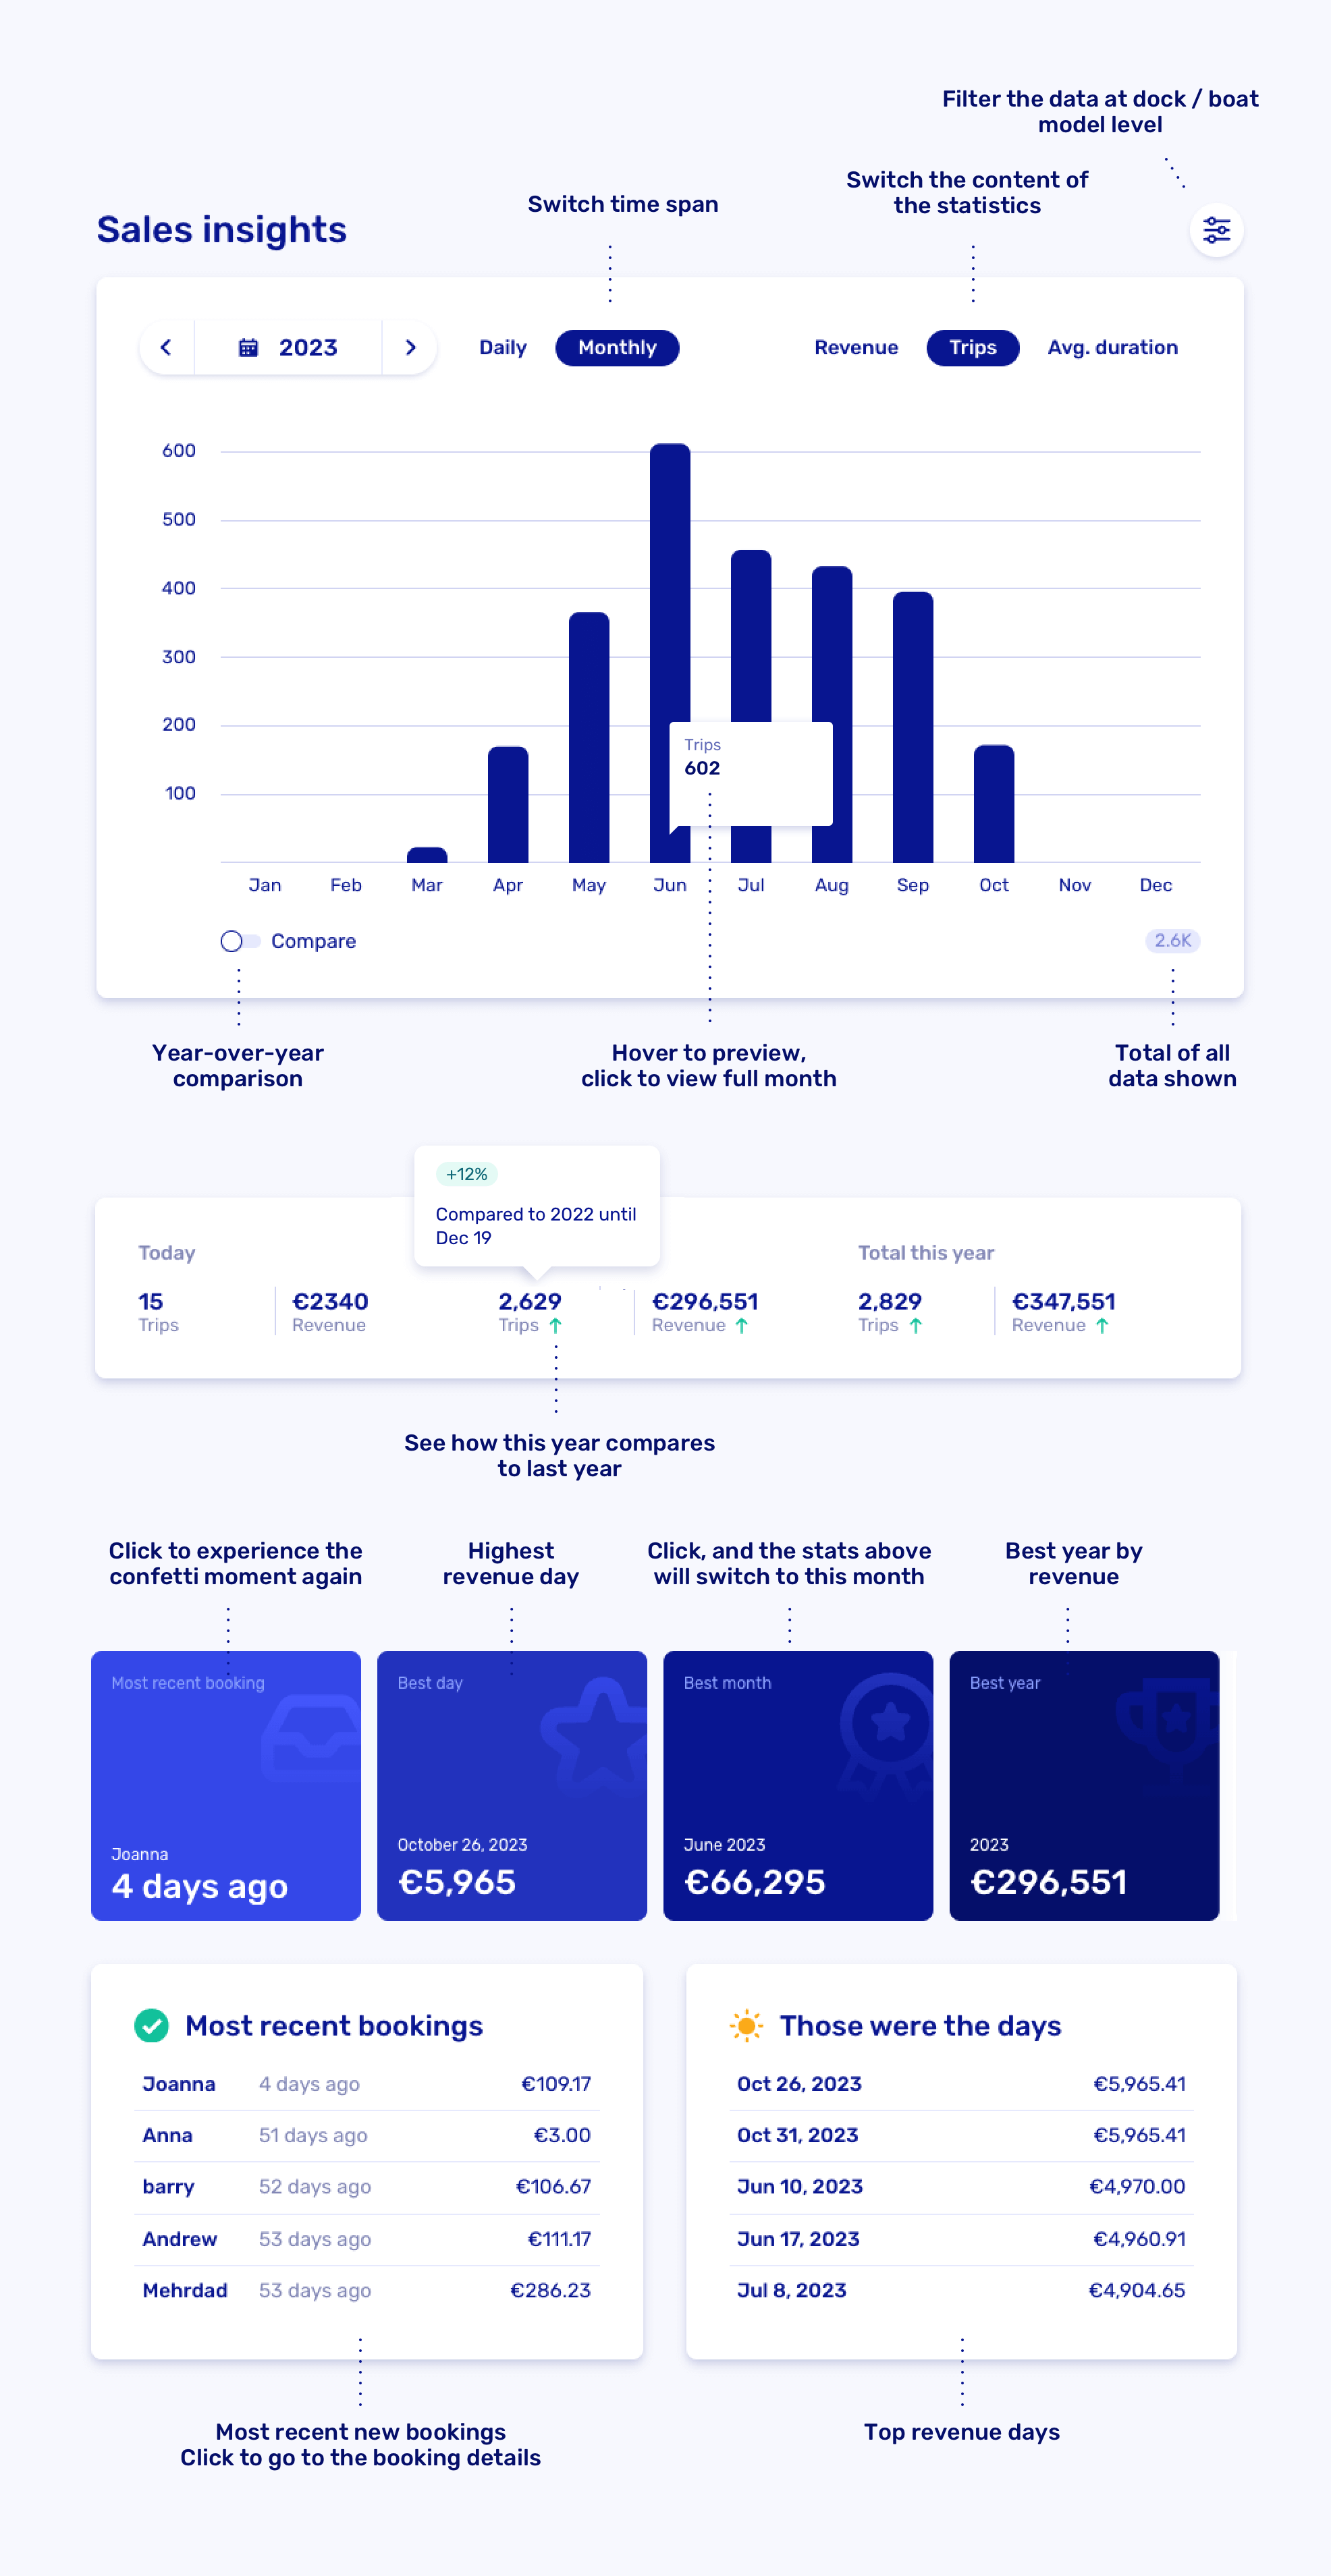 Filter the data at dock / boat
model level
Switch the content of
the statistics
Switch time span
Sales insights
2023
Daily
Monthly
Revenue
Trips
Avg. duration
600
500
400
300
200
100
Trips
602
Jan
Feb
Mar
Apr
May
Jun
Jul
Aug
Sep
Oct
Nov
Dec
Compare
2.6K
Year-over-year
comparison
Hover to preview,
click to view full month
Total of all
data shown
+12%
Compared to 2022 until
Dec 19
Today
Total this year
15
Trips
€2340
Revenue
2,629
Trips
€296,551
Revenue
2,829
Trips
€347,551
Revenue
See how this year compares
to last year
Click to experience the
confetti moment again
Highest
revenue day
Click, and the stats above
will switch to this month
Best year by
revenue
Most recent booking
Joanna
4 days ago
Best day
October 26, 2023
€5,965
Best month
June 2023
€66,295
Best year
2023
€296,551
Most recent bookings
Joanna 4 days ago €109.17
Anna 51 days ago €3.00
barry 52 days ago €106.67
Andrew 53 days ago €111.17
Mehrdad 53 days ago €286.23
Those were the days
Oct 26, 2023 €5,965.41
Oct 31, 2023 €5,965.41
Jun 10, 2023 €4,970.00
Jun 17, 2023 €4,960.91
Jul 8, 2023 €4,904.65
Most recent new bookings
Click to go to the booking details
Top revenue days